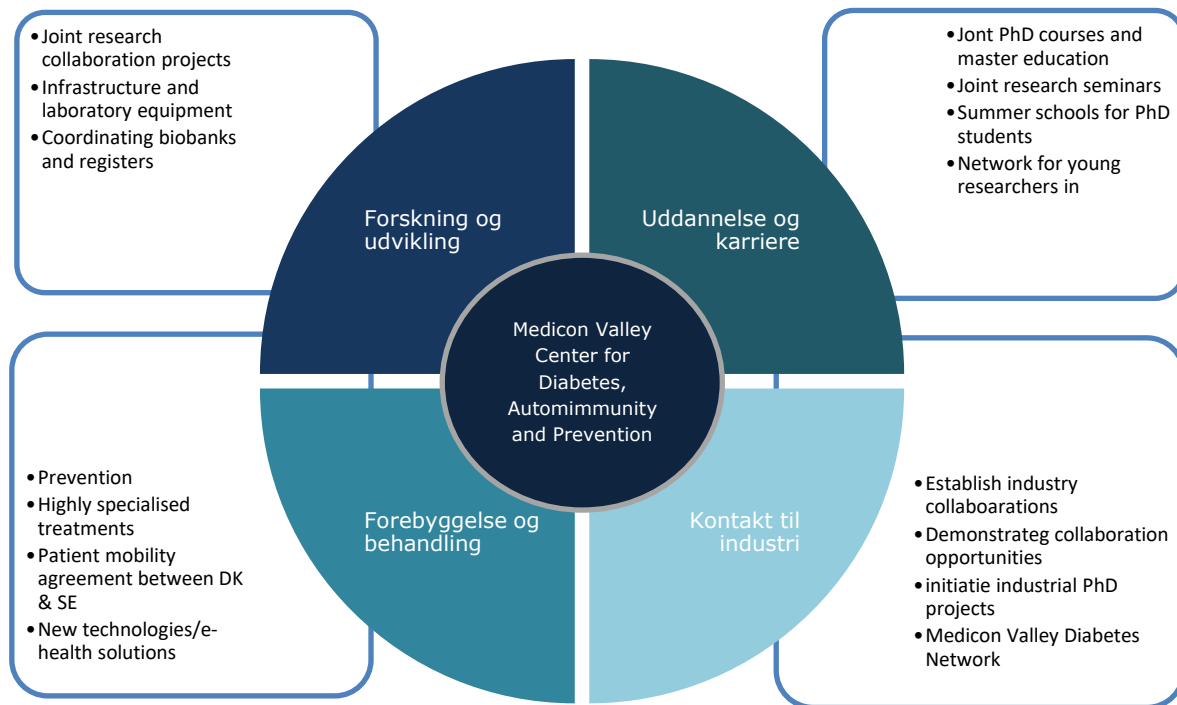 •Joint research
collaboration projects
•Infrastructure and
laboratory equipment
•Coordinating biobanks
and registers
•Jont PhD courses and
master education
•Joint research seminars
•Summer schools for PhD
students
•Network for young
researchers in
Forskning og
udvikling
Uddannelse og
karriere
Medicon Valley
Center for
Diabetes,
Automimmunity
and Prevention
•Prevention
•Highly specialised
treatments
•Patient mobility
agreement between DK
& SE
•New technologies/e-
health solutions
Forebyggelse og
behandling
Kontakt til
industri
•Establish industry
collaboarations
•Demonstrateg collaboration
opportunities
•initiatie industrial PhD
projects
•Medicon Valley Diabetes
Network